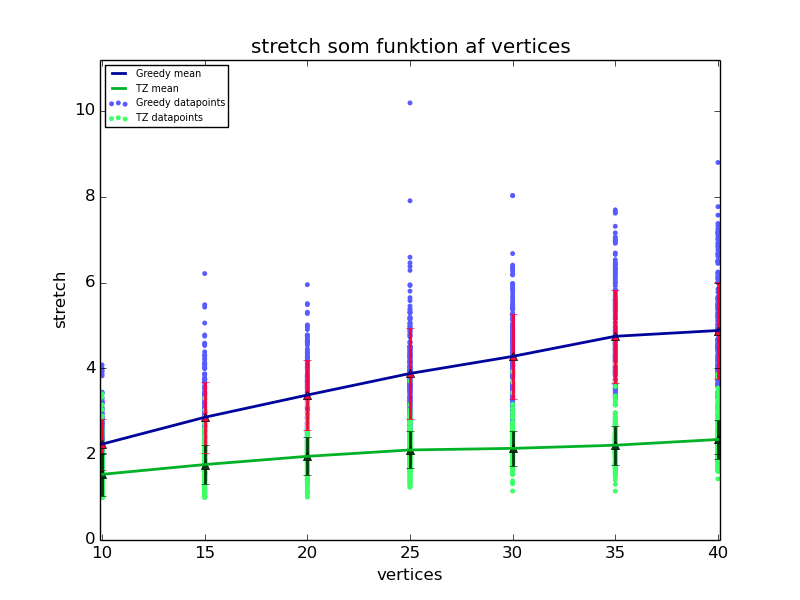 stretch som funktion af vertices
Greedy mean
TZ mean
Greedy datapoints
TZ datapoints
10
8
6
4
2
0
stretch
10 15 20 25 30 35 40
vertices